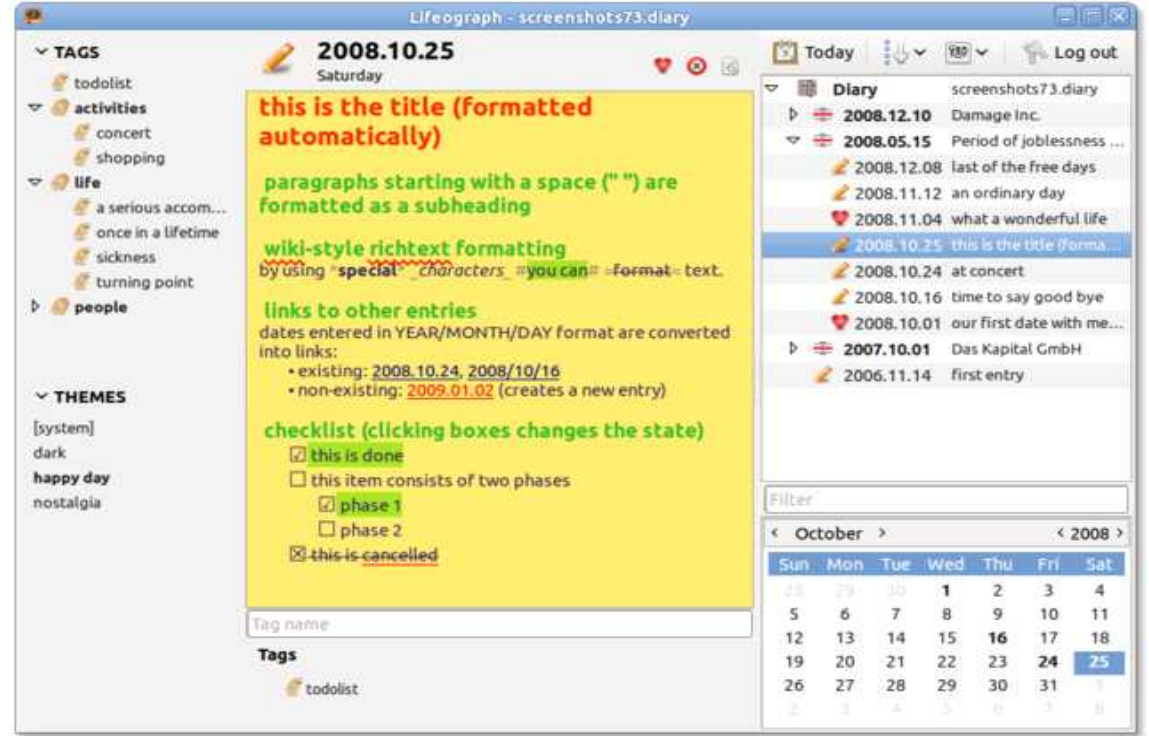 Lifeograph - screenshots73.diary
TAGS
todolist
activities
concert
shopping
life
a serious accom...
once in a lifetime
sickness
turning point
people
THEMES
[system]
dark
happy day
nostalgia
2008.10.25
Saturday
this is the title (formatted
automatically)
paragraphs starting with a space (" ") are
formatted as a subheading
wiki-style richtext formatting
by using *special* _characters_ #you can# =format= text.
links to other entries
dates entered in YEAR/MONTH/DAY format are converted
into links:
• existing: 2008.10.24, 2008/10/16
• non-existing: 2009.01.02 (creates a new entry)
checklist (clicking boxes changes the state)
☑ this is done
☐ this item consists of two phases
☑ phase 1
☐ phase 2
☒ this is cancelled
Tag name
Tags
todolist
Today Log out
Diary screenshots73.diary
2008.12.10 Damage Inc.
2008.05.15 Period of joblessness ...
2008.12.08 last of the free days
2008.11.12 an ordinary day
2008.11.04 what a wonderful life
2008.10.25 this is the title (forma...
2008.10.24 at concert
2008.10.16 time to say good bye
2008.10.01 our first date with me...
2007.10.01 Das Kapital GmbH
2006.11.14 first entry
Filter
‹ October › ‹ 2008 ›
Sun Mon Tue Wed Thu Fri Sat
28 29 30 1 2 3 4
5 6 7 8 9 10 11
12 13 14 15 16 17 18
19 20 21 22 23 24 25
26 27 28 29 30 31 1
2 3 4 5 6 7 8